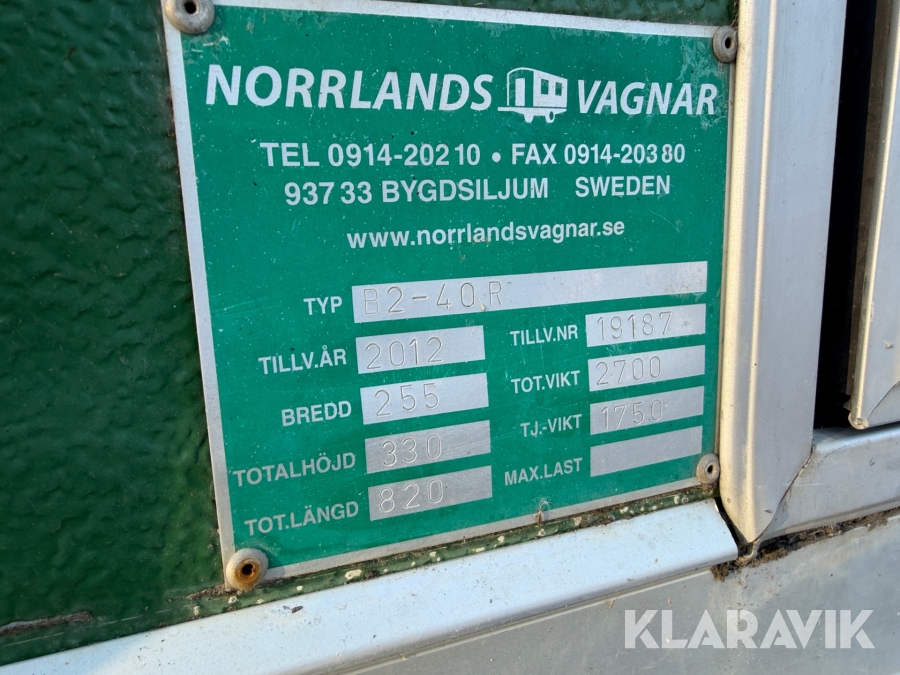 NORRLANDS VAGNAR
TEL 0914-202 10 • FAX 0914-203 80
937 33 BYGDSILJUM SWEDEN
www.norrlandsvagnar.se
TYP B2-40R
TILLV.ÅR 2012 TILLV.NR 19187
BREDD 255 TOT.VIKT 2700
TOTALHÖJD 330 TJ.-VIKT 1750
TOT.LÄNGD 820 MAX.LAST
KLARAVIK